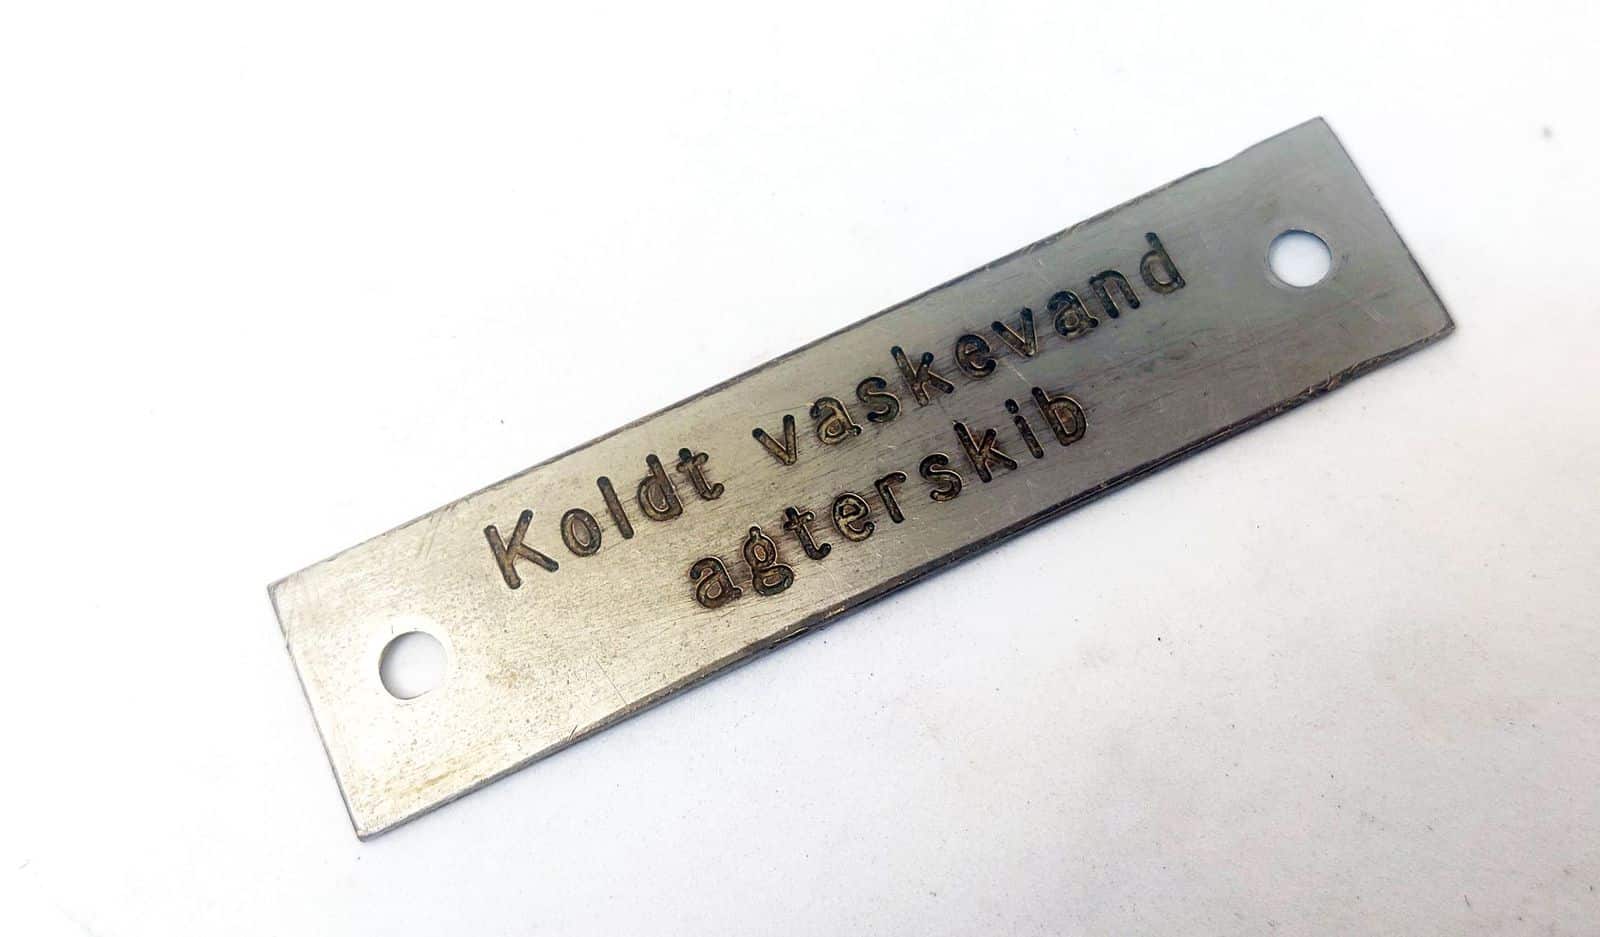 Koldt vaskevand
agterskib